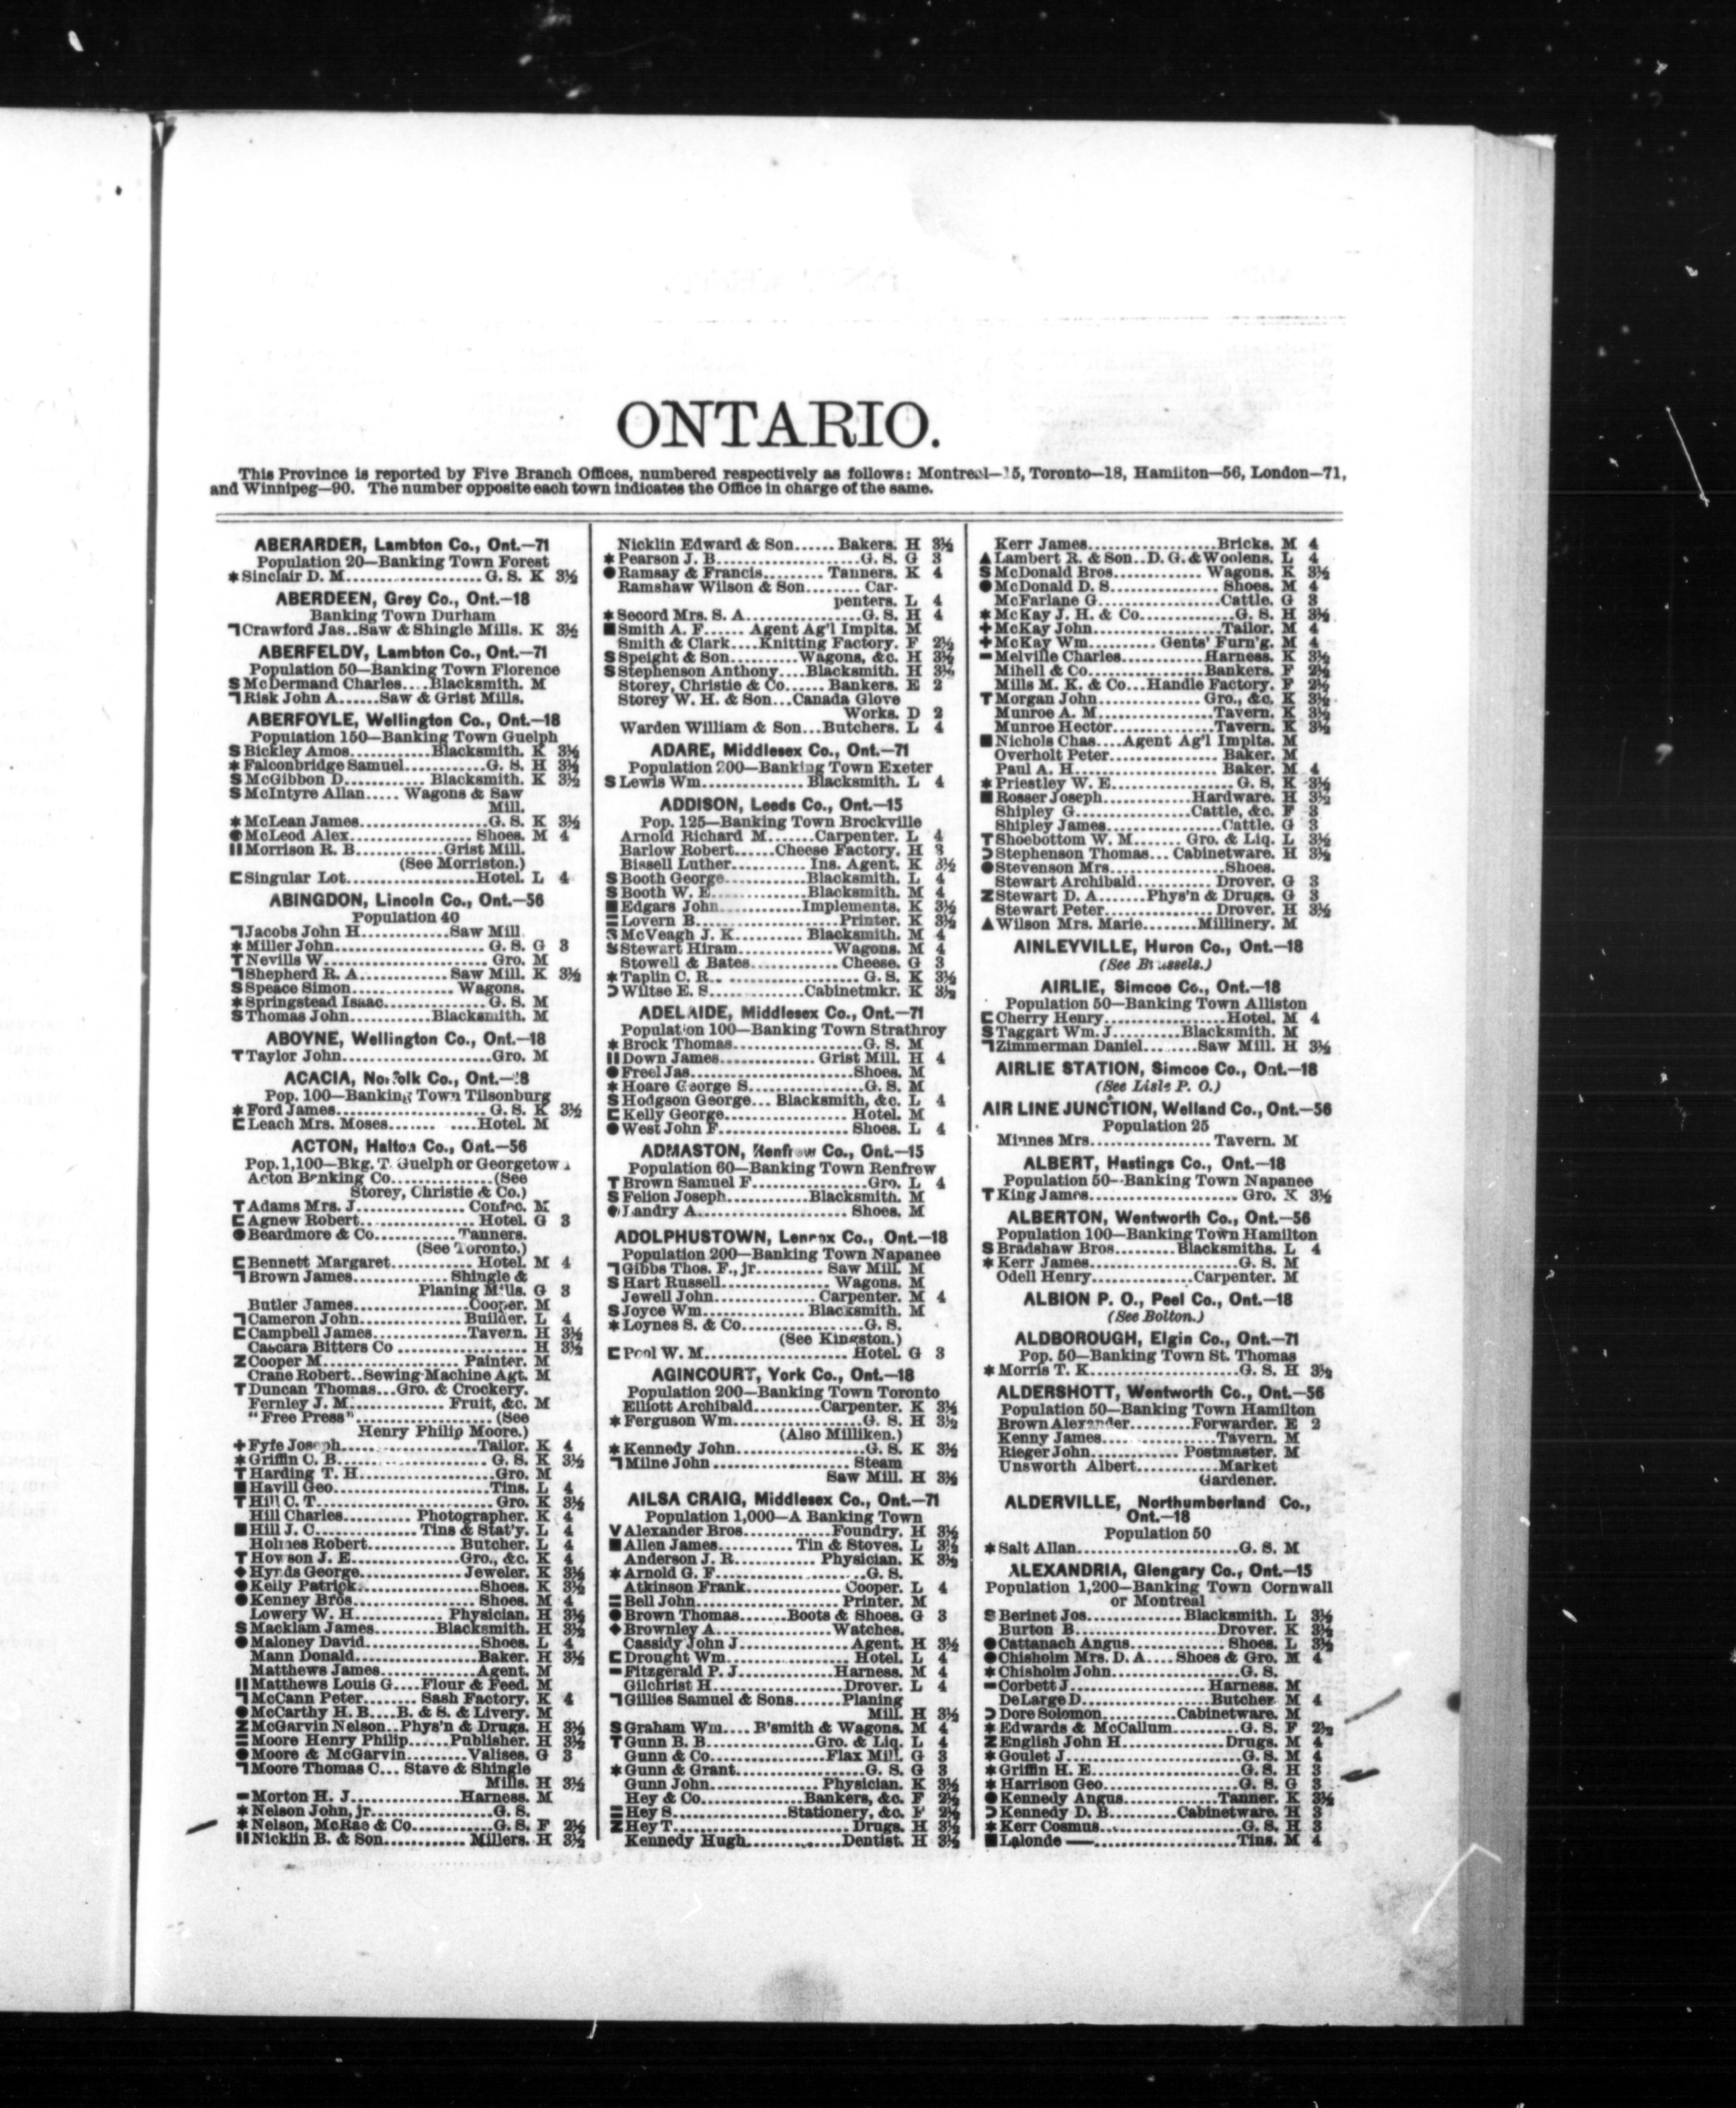 ONTARIO.
This Province is reported by Five Branch Offices, numbered respectively as follows: Montreal—15, Toronto—18, Hamilton—56, London—71,
and Winnipeg—90. The number opposite each town indicates the Office in charge of the same.
ABERARDER, Lambton Co., Ont.—71
Population 20—Banking Town Forest
✶Sinclair D. M................G. S. K 3½
ABERDEEN, Grey Co., Ont.—18
Banking Town Durham
ㄱCrawford Jas..Saw & Shingle Mills. K 3½
ABERFELDY, Lambton Co., Ont.—71
Population 50—Banking Town Florence
S McDermand Charles....Blacksmith. M
ㄱRisk John A......Saw & Grist Mills.
ABERFOYLE, Wellington Co., Ont.—18
Population 150—Banking Town Guelph
S Bickley Amos...........Blacksmith. K 3½
✶Falconbridge Samuel...........G. S. H 3½
S McGibbon D............Blacksmith. K 3½
S McIntyre Allan..... Wagons & Saw
Mill.
✶McLean James.................G. S. K 3½
●McLeod Alex................Shoes. M 4
‖Morrison R. B............Grist Mill.
(See Morriston.)
⊏Singular Lot.................Hotel. L 4
ABINGDON, Lincoln Co., Ont.—56
Population 40
ㄱJacobs John H............Saw Mill
✶Miller John...................G. S. G 3
T Nevills W......................Gro. M
ㄱShepherd R. A............Saw Mill. K 3½
S Speace Simon.............Wagons.
✶Springstead Isaac.............G. S. M
S Thomas John...........Blacksmith. M
ABOYNE, Wellington Co., Ont.—18
T Taylor John....................Gro. M
ACACIA, Norfolk Co., Ont.—18
Pop. 100—Banking Town Tilsonburg
✶Ford James...................G. S. K 3½
⊏Leach Mrs. Moses...........Hotel. M
ACTON, Halton Co., Ont.—56
Pop. 1,100—Bkg. T. Guelph or Georgetown
Acton Banking Co..............(See
Storey, Christie & Co.)
T Adams Mrs. J...............Confec. M
⊏Agnew Robert................Hotel. G 3
●Beardmore & Co............Tanners.
(See Toronto.)
⊏Bennett Margaret............Hotel. M 4
ㄱBrown James.............Shingle &
Planing Mills. G 3
Butler James................Cooper. M
ㄱCameron John..............Builder. L 4
⊏Campbell James............Tavern. H 3½
Cascara Bitters Co .................. H 3½
Z Cooper M..................Painter. M
Crane Robert..Sewing-Machine Agt. M
T Duncan Thomas...Gro. & Crockery.
Fernley J. M.............Fruit, &c. M
"Free Press"...................(See
Henry Philip Moore.)
✚Fyfe Joseph...................Tailor. K 4
✶Griffin C. B....................G. S. K 3½
T Harding T. H...................Gro. M
■Havill Geo......................Tins. L 4
T Hill C. T........................Gro. K 3½
Hill Charles..........Photographer. K 4
■Hill J. C.............Tins & Stat'y. L 4
Holmes Robert............Butcher. L 4
T Howson J. E..............Gro., &c. K 4
◆Hynds George..............Jeweler. K 3½
●Kelly Patrick.................Shoes. K 3½
●Kenney Bros..................Shoes. M 4
Lowery W. H............Physician. H 3½
S Macklam James........Blacksmith. H 3½
●Maloney David................Shoes. L 4
Mann Donald.................Baker. H 3½
Matthews James.............Agent. M
‖Matthews Louis G....Flour & Feed. M
ㄱMcCann Peter........Sash Factory. K 4
●McCarthy H. B....B. & S. & Livery. M
Z McGarvin Nelson..Phys'n & Drugs. H 3½
=Moore Henry Philip......Publisher. H 3½
●Moore & McGarvin.........Valises. G 3
ㄱMoore Thomas C... Stave & Shingle
Mills. H 3½
▬Morton H. J................Harness. M
✶Nelson John, jr.................G. S.
✶Nelson, McRae & Co............G. S. F 2½
‖Nicklin B. & Son............Millers. H 3½
Nicklin Edward & Son......Bakers. H 3½
✶Pearson J. B....................G. S. G 3
●Ramsay & Francis.........Tanners. K 4
Ramshaw Wilson & Son........Car-
penters. L 4
✶Secord Mrs. S. A................G. S. H 4
■Smith A. F......Agent Ag'l Implts. M
Smith & Clark....Knitting Factory. F 2½
S Speight & Son..........Wagons, &c. H 3½
S Stephenson Anthony....Blacksmith. H 3½
Storey, Christie & Co......Bankers. E 2
Storey W. H. & Son...Canada Glove
Works. D 2
Warden William & Son...Butchers. L 4
ADARE, Middlesex Co., Ont.—71
Population 200—Banking Town Exeter
S Lewis Wm...............Blacksmith. L 4
ADDISON, Leeds Co., Ont.—15
Pop. 125—Banking Town Brockville
Arnold Richard M.......Carpenter. L 4
Barlow Robert......Cheese Factory. H 3
Bissell Luther...........Ins. Agent. K 3½
S Booth George...........Blacksmith. L 4
S Booth W. E.............Blacksmith. M 4
■Edgars John............Implements. K 3½
=Lovern B....................Printer. K 3½
S McVeagh J. K..........Blacksmith. M 4
S Stewart Hiram.............Wagons. M 4
Stowell & Bates............Cheese. G 3
✶Taplin C. R.....................G. S. K 3½
ᑐWiltse E. S.............Cabinetmkr. K 3½
ADELAIDE, Middlesex Co., Ont.—71
Population 100—Banking Town Strathroy
✶Brock Thomas..................G. S. M
‖Down James..............Grist Mill. H 4
●Freel Jas......................Shoes. M
✶Hoare George S................G. S. M
S Hodgson George... Blacksmith, &c. L 4
⊏Kelly George..................Hotel. M
●West John F...................Shoes. L 4
ADMASTON, Renfrew Co., Ont.—15
Population 60—Banking Town Renfrew
T Brown Samuel F................Gro. L 4
S Felion Joseph............Blacksmith. M
●Landry A.....................Shoes. M
ADOLPHUSTOWN, Lennox Co., Ont.—18
Population 200—Banking Town Napanee
ㄱGibbs Thos. F., jr..........Saw Mill. M
S Hart Russell................Wagons. M
Jewell John...............Carpenter. M 4
S Joyce Wm...............Blacksmith. M
✶Loynes S. & Co................G. S.
(See Kingston.)
⊏Pool W. M....................Hotel. G 3
AGINCOURT, York Co., Ont.—18
Population 200—Banking Town Toronto
Elliott Archibald..........Carpenter. K 3½
✶Ferguson Wm..................G. S. H 3½
(Also Milliken.)
✶Kennedy John..................G. S. K 3½
ㄱMilne John....................Steam
Saw Mill. H 3½
AILSA CRAIG, Middlesex Co., Ont.—71
Population 1,000—A Banking Town
V Alexander Bros............Foundry. H 3½
■Allen James............Tin & Stoves. L 3½
Anderson J. R............Physician. K 3½
✶Arnold G. F....................G. S.
Atkinson Frank.............Cooper. L 4
=Bell John....................Printer. M
●Brown Thomas.......Boots & Shoes. G 3
◆Brownley A................Watches.
Cassidy John J...............Agent. H 3½
⊏Drought Wm...................Hotel. L 4
▬Fitzgerald P. J.............Harness. M 4
Gilchrist H..................Drover. L 4
ㄱGillies Samuel & Sons.......Planing
Mill. H 3½
S Graham Wm.... B'smith & Wagons. M 4
T Gunn B. B..............Gro. & Liq. L 4
Gunn & Co.................Flax Mill. G 3
✶Gunn & Grant...................G. S. G 3
Gunn John................Physician. K 3½
Hey & Co..............Bankers, &c. F 2½
=Hey S................Stationery, &c. F 2½
Z Hey T.......................Drugs. H 3½
Kennedy Hugh..............Dentist. H 3½
Kerr James...................Bricks. M 4
▲Lambert R. & Son..D. G. & Woolens. L 4
S McDonald Bros.............Wagons. K 3½
●McDonald D. S................Shoes. M 4
McFarlane G..................Cattle. G 3
✶McKay J. H. & Co..............G. S. H 3½
✚McKay John..................Tailor. M 4
✚McKay Wm..........Gents' Furn'g. M 4
▬Melville Charles............Harness. K 3½
Mihell & Co.................Bankers. F 2½
Mills M. K. & Co...Handle Factory. F 2½
T Morgan John..............Gro., &c. K 3½
Munroe A. M.................Tavern. K 3½
Munroe Hector..............Tavern. K 3½
■Nichols Chas....Agent Ag'l Implts. M
Overholt Peter................Baker. M
Paul A. H.....................Baker. M 4
✶Priestley W. E..................G. S. K 3½
■Rosser Joseph.............Hardware. H 3½
Shipley G.................Cattle, &c. F 3
Shipley James................Cattle. G 3
T Shoebottom W. M.......Gro. & Liq. L 3½
ᑐStephenson Thomas... Cabinetware. H 3½
●Stevenson Mrs................Shoes.
Stewart Archibald...........Drover. G 3
Z Stewart D. A.......Phys'n & Drugs. G 3
Stewart Peter................Drover. H 3½
▲Wilson Mrs. Marie........Millinery. M
AINLEYVILLE, Huron Co., Ont.—18
(See Brussels.)
AIRLIE, Simcoe Co., Ont.—18
Population 50—Banking Town Alliston
⊏Cherry Henry..................Hotel. M 4
S Taggart Wm. J..........Blacksmith. M
ㄱZimmerman Daniel........Saw Mill. H 3½
AIRLIE STATION, Simcoe Co., Ont.—18
(See Lisle P. O.)
AIR LINE JUNCTION, Welland Co., Ont.—56
Population 25
Minnes Mrs..................Tavern. M
ALBERT, Hastings Co., Ont.—18
Population 50—Banking Town Napanee
T King James.....................Gro. K 3½
ALBERTON, Wentworth Co., Ont.—56
Population 100—Banking Town Hamilton
S Bradshaw Bros.........Blacksmiths. L 4
✶Kerr James....................G. S. M
Odell Henry...............Carpenter. M
ALBION P. O., Peel Co., Ont.—18
(See Bolton.)
ALDBOROUGH, Elgin Co., Ont.—71
Pop. 50—Banking Town St. Thomas
✶Morris T. K.....................G. S. H 3½
ALDERSHOTT, Wentworth Co., Ont.—56
Population 50—Banking Town Hamilton
Brown Alexander.........Forwarder. E 2
Kenny James................Tavern. M
Rieger John.............Postmaster. M
Unsworth Albert............Market
Gardener.
ALDERVILLE, Northumberland Co.,
Ont.—18
Population 50
✶Salt Allan......................G. S. M
ALEXANDRIA, Glengary Co., Ont.—15
Population 1,200—Banking Town Cornwall
or Montreal
S Berinet Jos..............Blacksmith. L 3½
Burton B.....................Drover. K 3½
●Cattanach Angus..............Shoes. L 3½
●Chisholm Mrs. D. A....Shoes & Gro. M 4
✶Chisholm John..................G. S.
▬Corbett J....................Harness. M
DeLarge D..................Butcher M 4
ᑐDore Solomon...........Cabinetware. M
✶Edwards & McCallum..........G. S. F 2½
Z English John H...............Drugs. M 4
✶Goulet J........................G. S. M 4
✶Griffin H. E....................G. S. H 3
✶Harrison Geo...................G. S. G 3
●Kennedy Angus..............Tanner. K 3½
ᑐKennedy D. B..........Cabinetware. H 3
✶Kerr Cosmus...................G. S. H 3
■Lalonde ——....................Tins. M 4